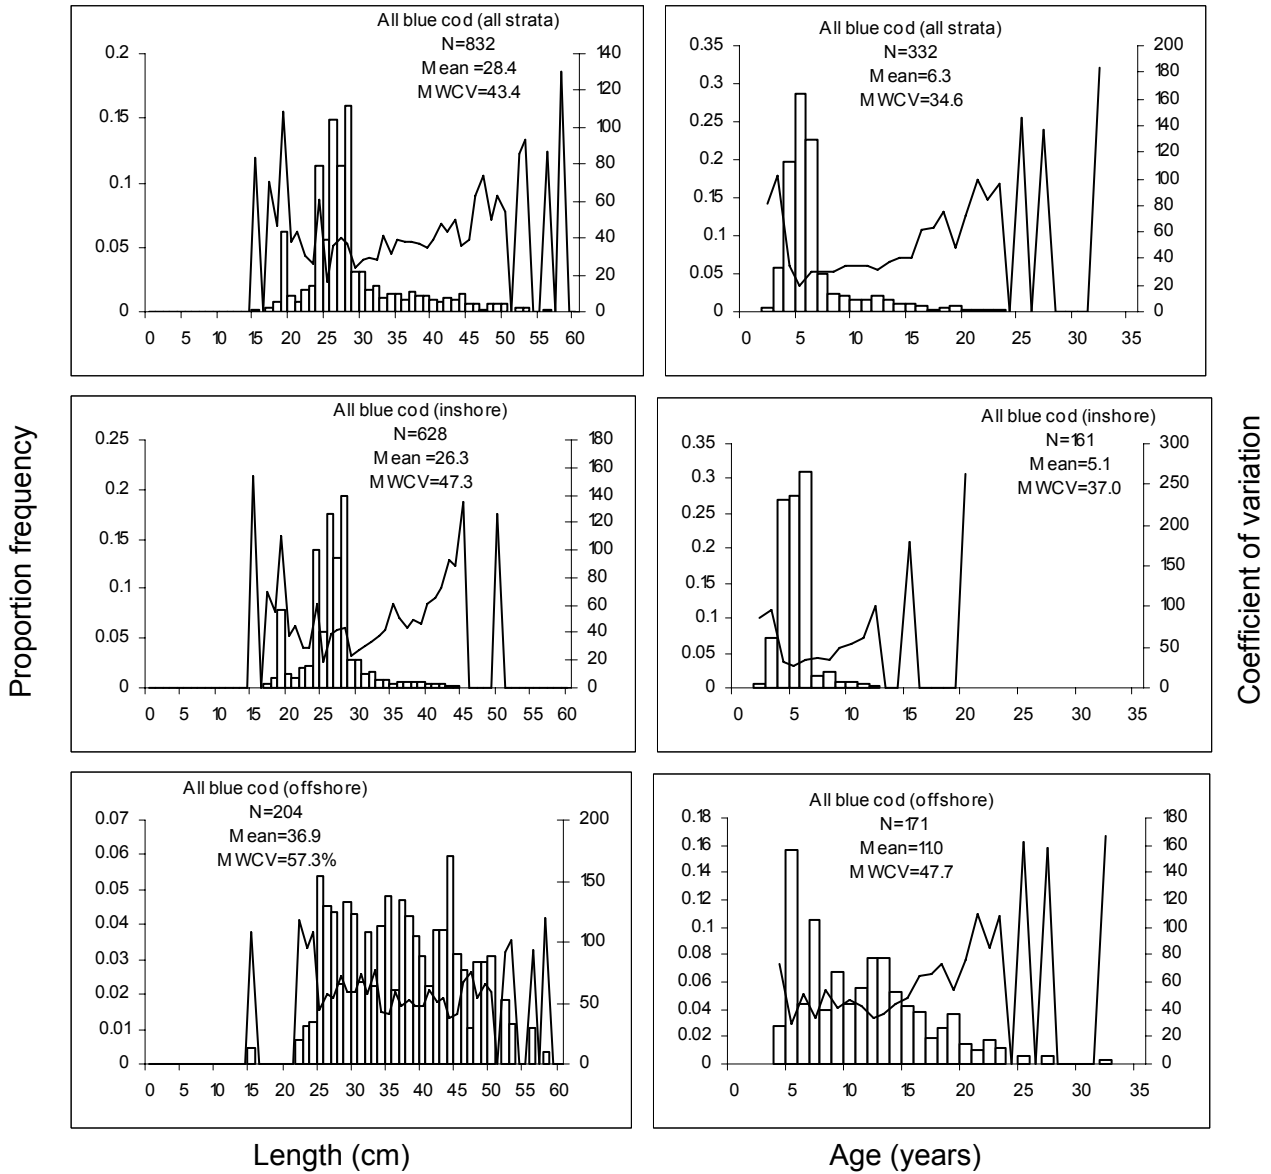 All blue cod (all strata)
N=832
Mean =28.4
MWCV=43.4
0.2
0.15
0.1
0.05
0
140
120
100
80
60
40
20
0
0 5 10 15 20 25 30 35 40 45 50 55 60
All blue cod (all strata)
N=332
Mean=6.3
MWCV=34.6
0.35
0.3
0.25
0.2
0.15
0.1
0.05
0
200
180
160
140
120
100
80
60
40
20
0
0 5 10 15 20 25 30 35
Proportion frequency
All blue cod (inshore)
N=628
Mean =26.3
MWCV=47.3
0.25
0.2
0.15
0.1
0.05
0
180
160
140
120
100
80
60
40
20
0
0 5 10 15 20 25 30 35 40 45 50 55 60
All blue cod (inshore)
N=161
Mean=5.1
MWCV=37.0
0.35
0.3
0.25
0.2
0.15
0.1
0.05
0
300
250
200
150
100
50
0
0 5 10 15 20 25 30 35
Coefficient of variation
All blue cod (offshore)
N=204
Mean=36.9
MWCV=57.3%
0.07
0.06
0.05
0.04
0.03
0.02
0.01
0
200
150
100
50
0
0 5 10 15 20 25 30 35 40 45 50 55 60
All blue cod (offshore)
N=171
Mean=11.0
MWCV=47.7
0.18
0.16
0.14
0.12
0.1
0.08
0.06
0.04
0.02
0
180
160
140
120
100
80
60
40
20
0
0 5 10 15 20 25 30 35
Length (cm)
Age (years)